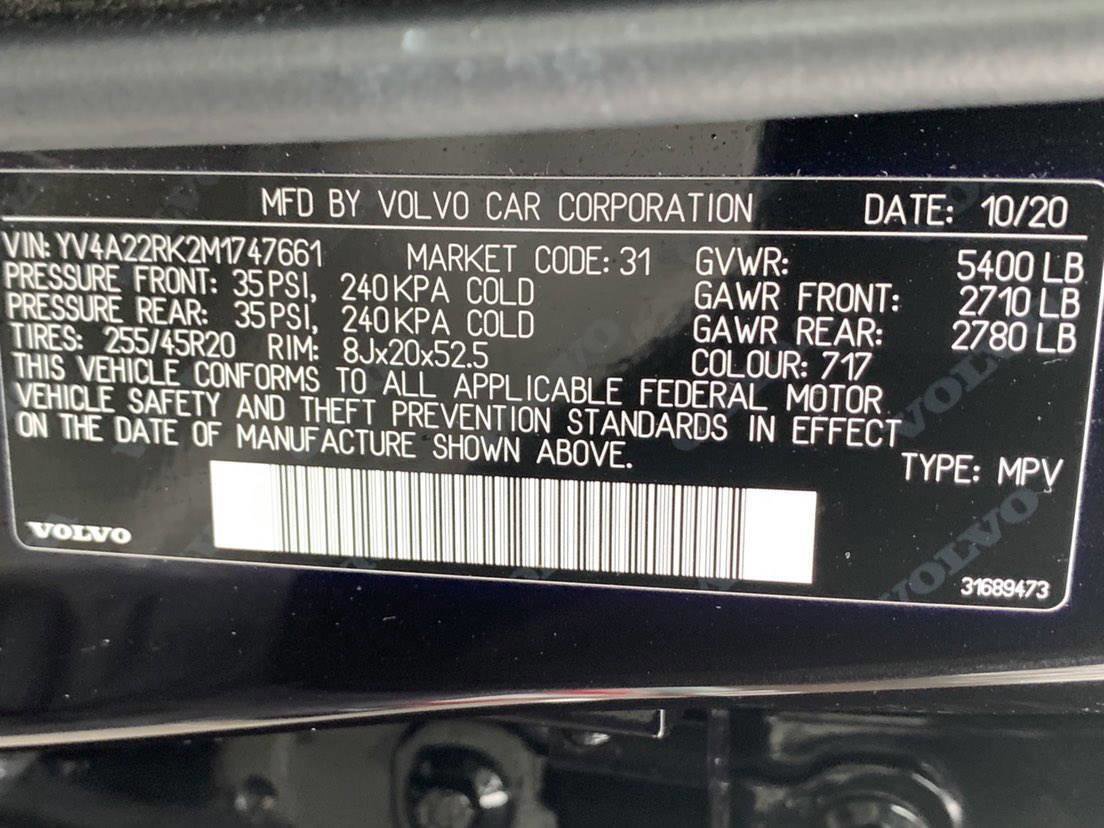 MFD BY VOLVO CAR CORPORATION DATE: 10/20
VIN: YV4A22RK2M1747661 MARKET CODE: 31 GVWR: 5400 LB
PRESSURE FRONT: 35 PSI, 240 KPA COLD GAWR FRONT: 2710 LB
PRESSURE REAR: 35 PSI, 240 KPA COLD GAWR REAR: 2780 LB
TIRES: 255/45R20 RIM: 8Jx20x52.5 COLOUR: 717
THIS VEHICLE CONFORMS TO ALL APPLICABLE FEDERAL MOTOR
VEHICLE SAFETY AND THEFT PREVENTION STANDARDS IN EFFECT
ON THE DATE OF MANUFACTURE SHOWN ABOVE.
TYPE: MPV
VOLVO
31689473
VOLVO
VOLVO
VOLVO